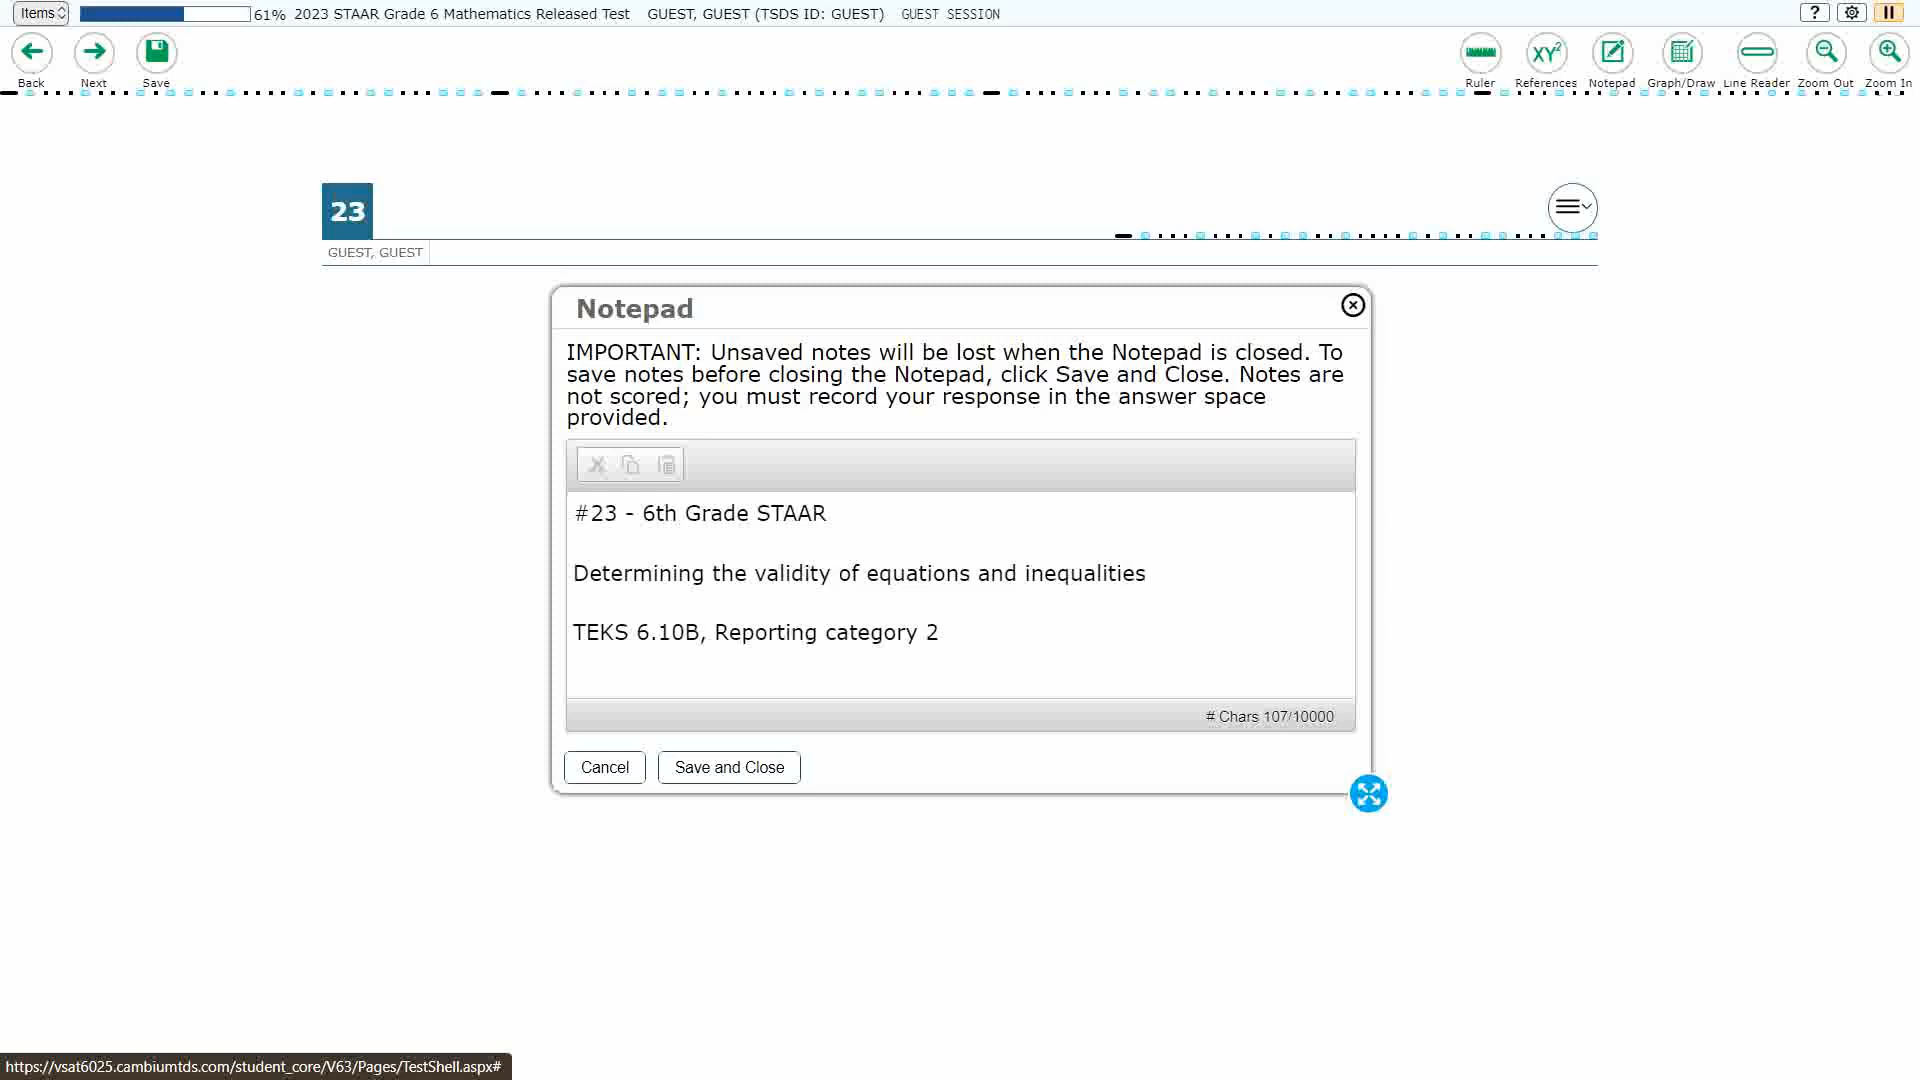 Items 61% 2023 STAAR Grade 6 Mathematics Released Test GUEST, GUEST (TSDS ID: GUEST) GUEST SESSION ?
Back Next Save Ruler XY² References Notepad Graph/Draw Line Reader Zoom Out Zoom In
23
GUEST, GUEST
Notepad
IMPORTANT: Unsaved notes will be lost when the Notepad is closed. To
save notes before closing the Notepad, click Save and Close. Notes are
not scored; you must record your response in the answer space
provided.
#23 - 6th Grade STAAR
Determining the validity of equations and inequalities
TEKS 6.10B, Reporting category 2
# Chars 107/10000
Cancel Save and Close
https://vsat6025.cambiumtds.com/student_core/V63/Pages/TestShell.aspx#